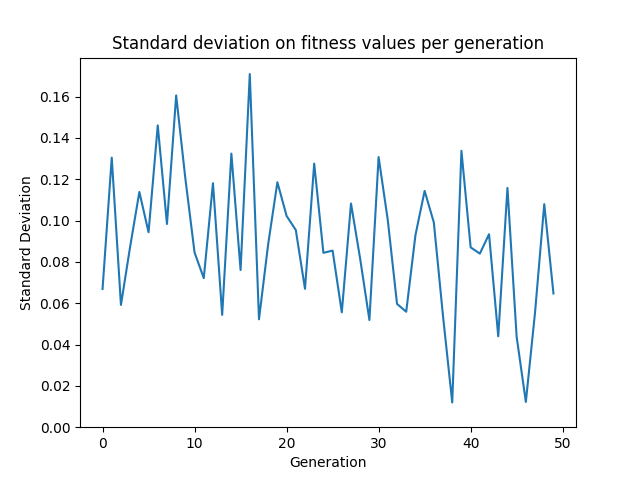 Standard deviation on fitness values per generation
0.16
0.14
0.12
0.10
0.08
0.06
0.04
0.02
0.00
Standard Deviation
0 10 20 30 40 50
Generation